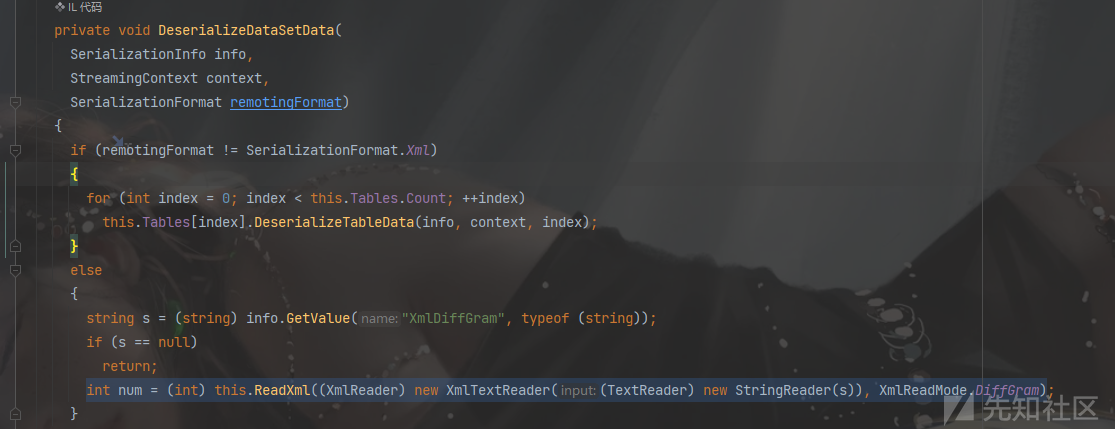 IL 代码
private void DeserializeDataSetData(
SerializationInfo info,
StreamingContext context,
SerializationFormat remotingFormat)
{
if (remotingFormat != SerializationFormat.Xml)
{
for (int index = 0; index < this.Tables.Count; ++index)
this.Tables[index].DeserializeTableData(info, context, index);
}
else
{
string s = (string) info.GetValue( name: "XmlDiffGram", typeof (string));
if (s == null)
return;
int num = (int) this.ReadXml((XmlReader) new XmlTextReader( input: (TextReader) new StringReader(s)), XmlReadMode.DiffGram);
}
先知社区